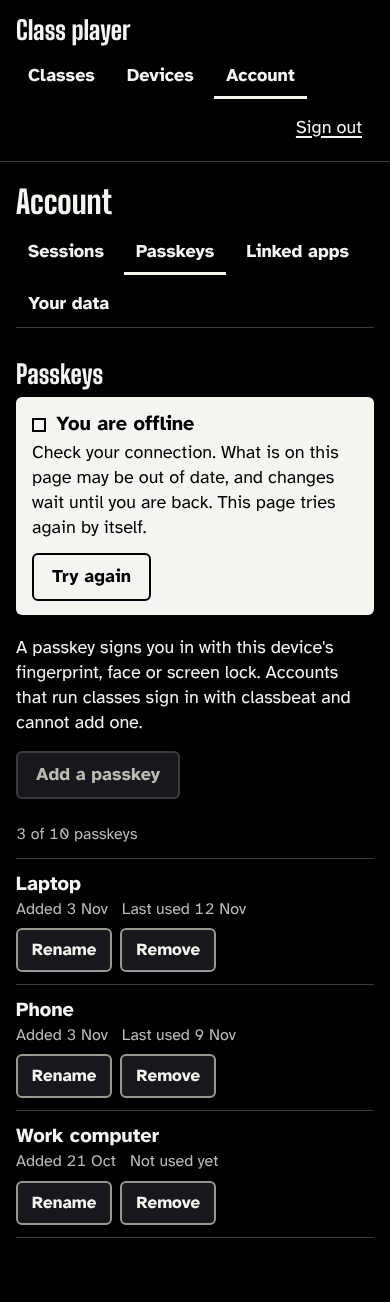 Class player
Classes Devices Account
Sign out
Account
Sessions Passkeys Linked apps
Your data
Passkeys
You are offline
Check your connection. What is on this
page may be out of date, and changes
wait until you are back. This page tries
again by itself.
Try again
A passkey signs you in with this device's
fingerprint, face or screen lock. Accounts
that run classes sign in with classbeat and
cannot add one.
Add a passkey
3 of 10 passkeys
Laptop
Added 3 Nov Last used 12 Nov
Rename Remove
Phone
Added 3 Nov Last used 9 Nov
Rename Remove
Work computer
Added 21 Oct Not used yet
Rename Remove